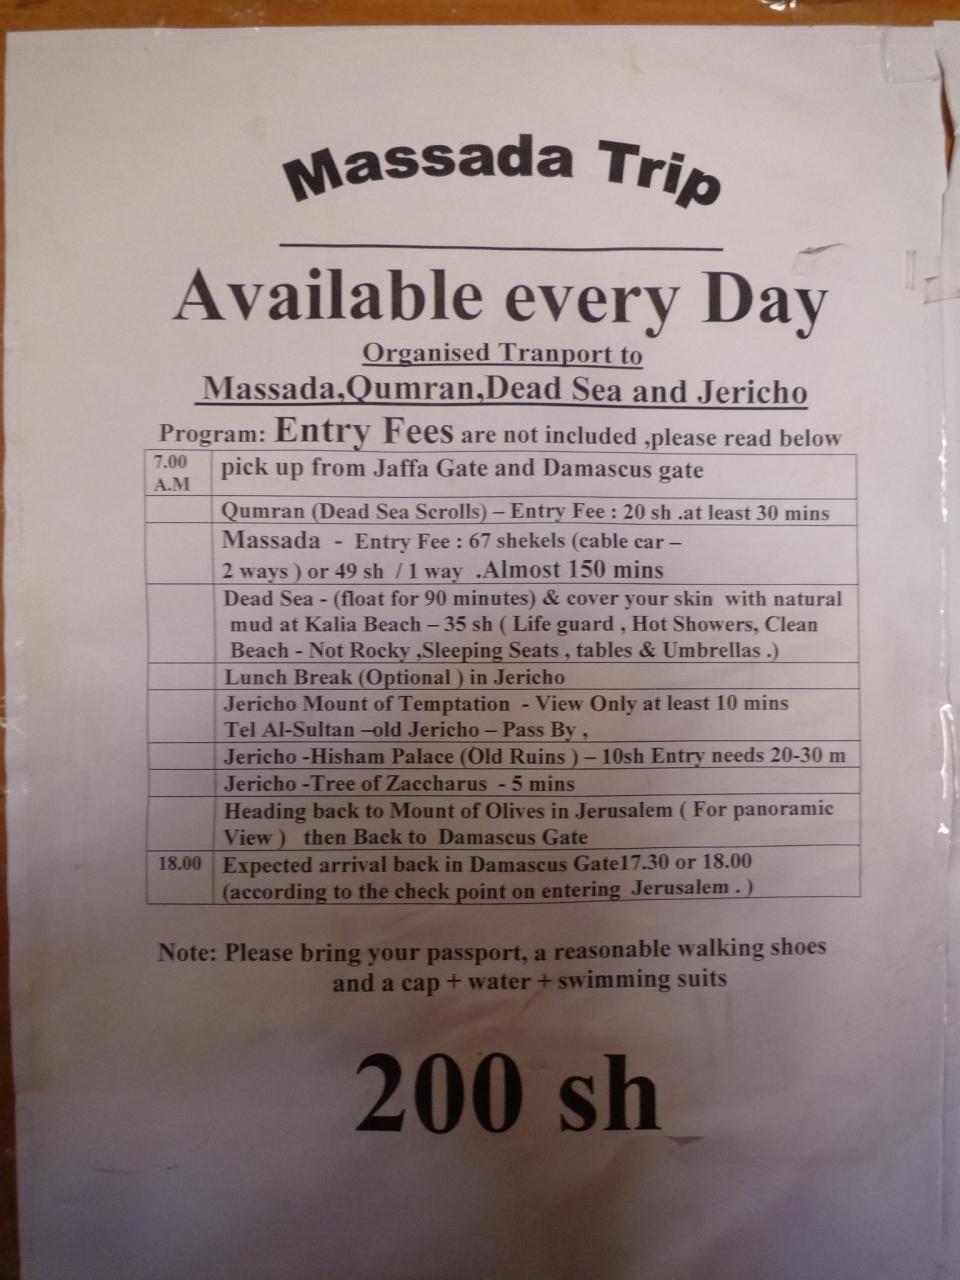 Massada Trip
Available every Day
Organised Tranport to
Massada,Qumran,Dead Sea and Jericho
Program: Entry Fees are not included ,please read below
7.00
A.M
pick up from Jaffa Gate and Damascus gate
Qumran (Dead Sea Scrolls) – Entry Fee : 20 sh .at least 30 mins
Massada - Entry Fee : 67 shekels (cable car –
2 ways ) or 49 sh / 1 way .Almost 150 mins
Dead Sea - (float for 90 minutes) & cover your skin with natural
mud at Kalia Beach – 35 sh ( Life guard , Hot Showers, Clean
Beach - Not Rocky ,Sleeping Seats , tables & Umbrellas .)
Lunch Break (Optional ) in Jericho
Jericho Mount of Temptation - View Only at least 10 mins
Tel Al-Sultan –old Jericho – Pass By ,
Jericho -Hisham Palace (Old Ruins ) – 10sh Entry needs 20-30 m
Jericho -Tree of Zaccharus - 5 mins
Heading back to Mount of Olives in Jerusalem ( For panoramic
View ) then Back to Damascus Gate
18.00 Expected arrival back in Damascus Gate17.30 or 18.00
(according to the check point on entering Jerusalem . )
Note: Please bring your passport, a reasonable walking shoes
and a cap + water + swimming suits
200 sh